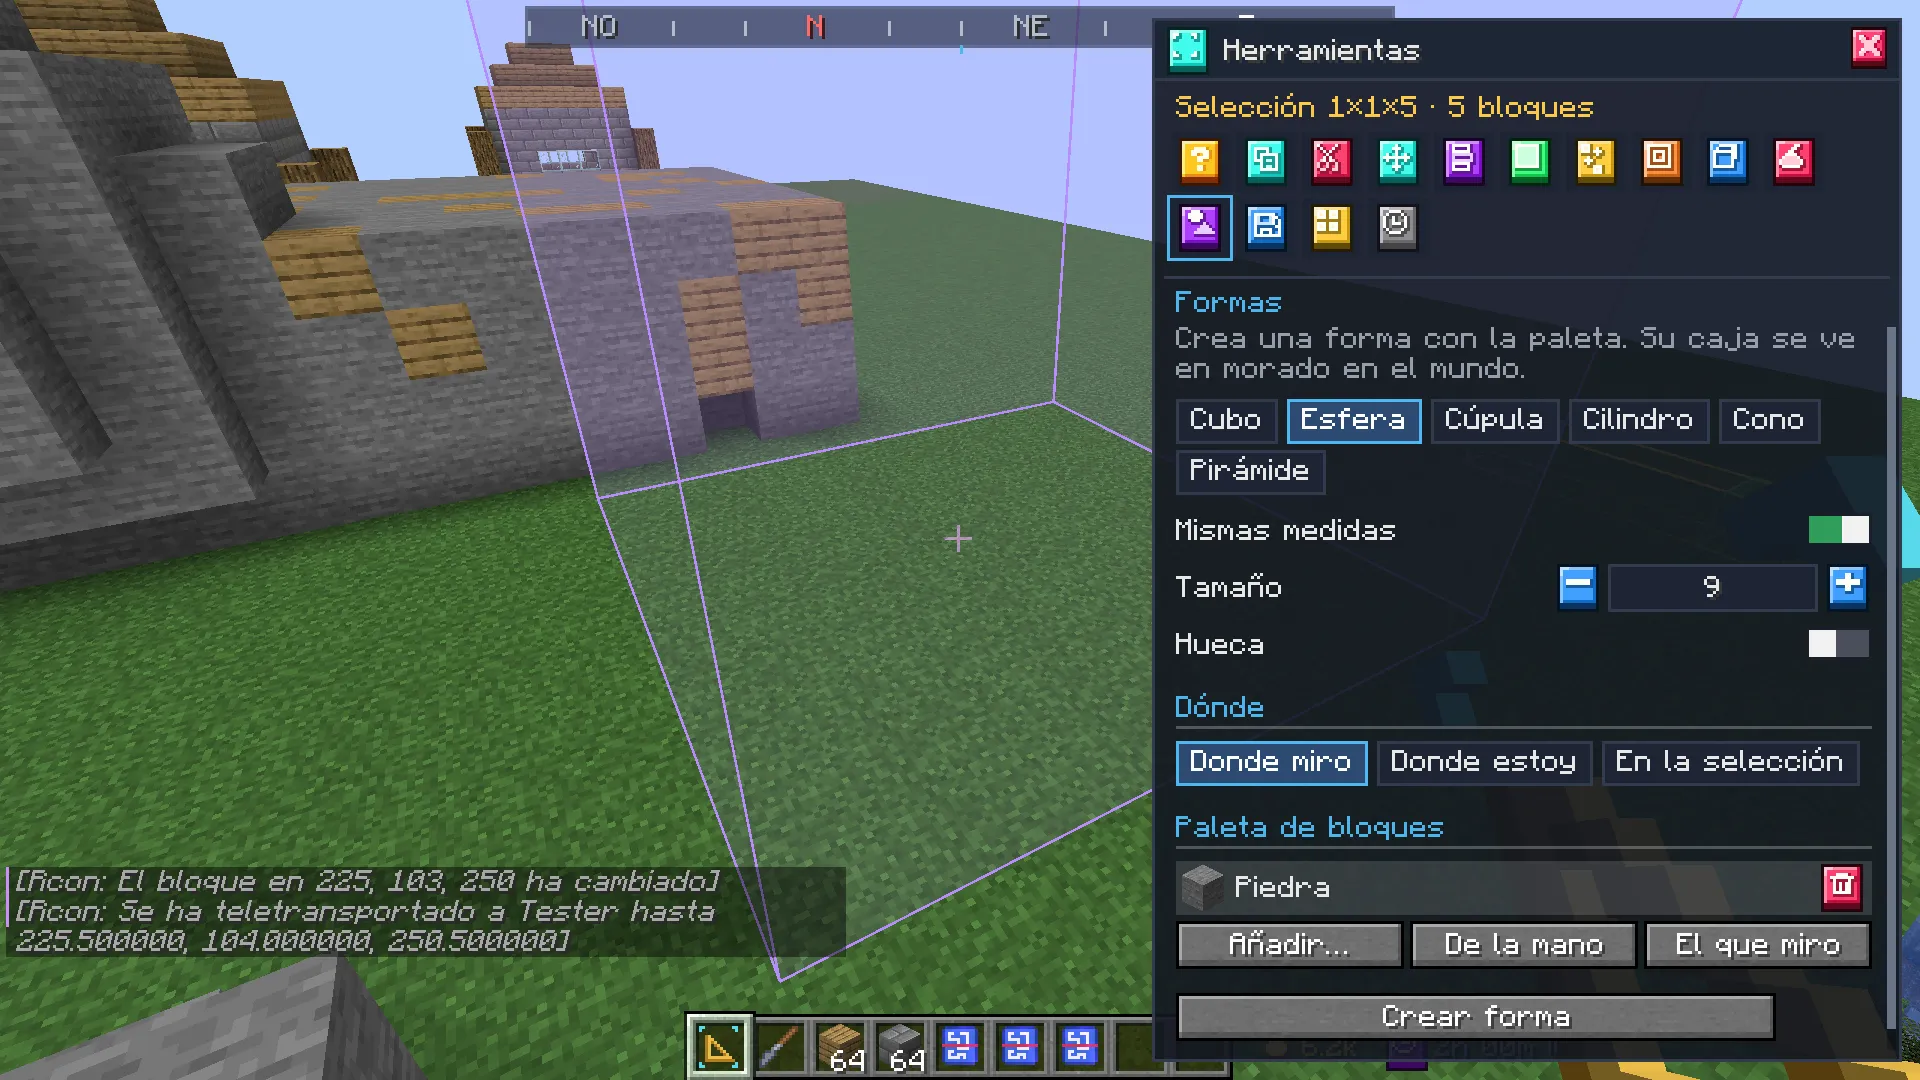 NO N NE
Herramientas
Selección 1×1×5 · 5 bloques
Formas
Crea una forma con la paleta. Su caja se ve
en morado en el mundo.
Cubo Esfera Cúpula Cilindro Cono
Pirámide
Mismas medidas
Tamaño 9
Hueca
Dónde
Donde miro Donde estoy En la selección
Paleta de bloques
Piedra
Añadir... De la mano El que miro
Crear forma
[Rcon: El bloque en 225, 103, 250 ha cambiado]
[Rcon: Se ha teletransportado a Tester hasta
225.500000, 104.000000, 250.500000]
64 64
6.2k 2h 00m